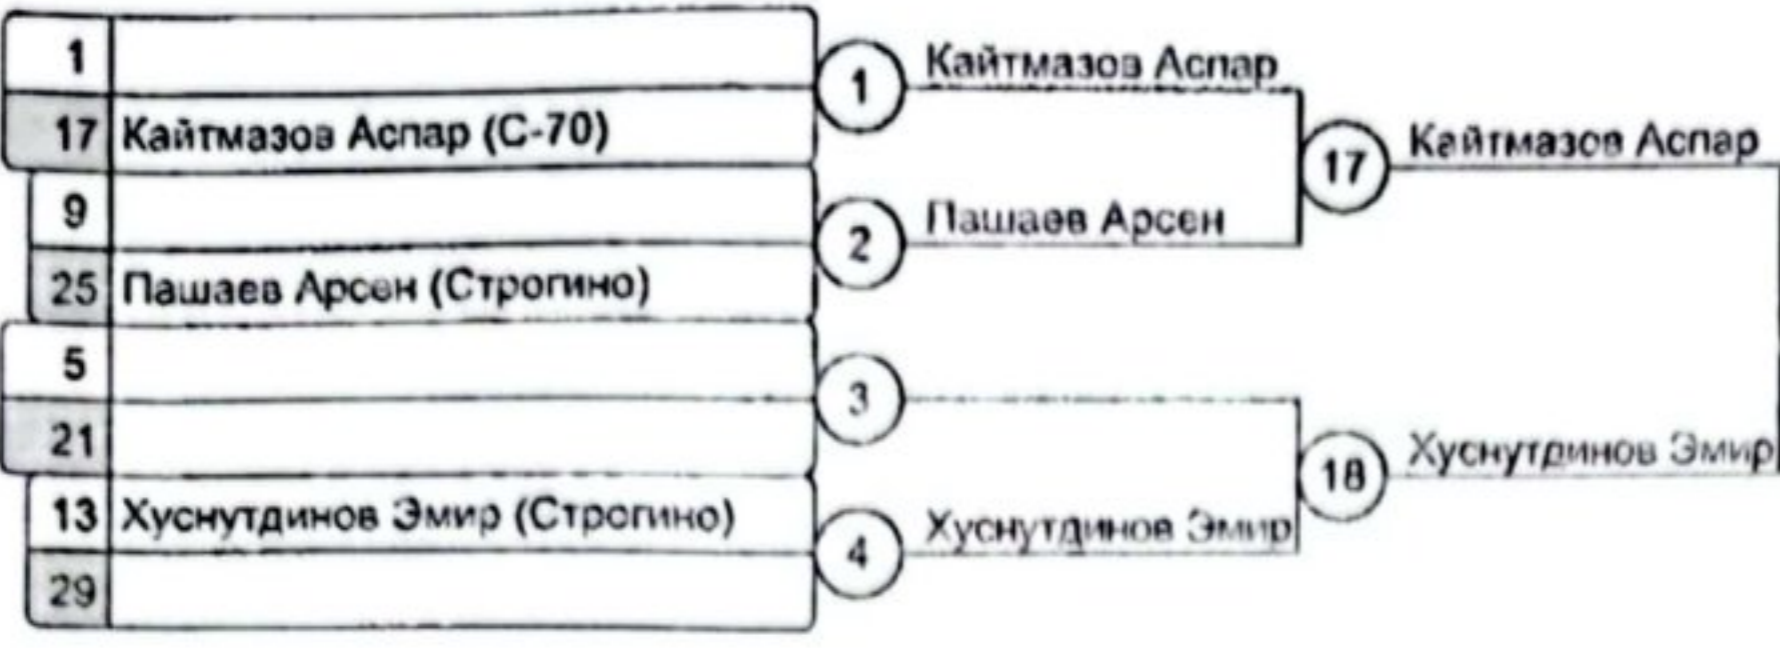 1
17 Кайтмазов Аспар (С-70)
9
25 Пашаев Арсен (Строгино)
5
21
13 Хуснутдинов Эмир (Строгино)
29
1 Кайтмазов Аспар
2 Пашаев Арсен
3
4 Хуснутдинов Эмир
17 Кайтмазов Аспар
18 Хуснутдинов Эмир